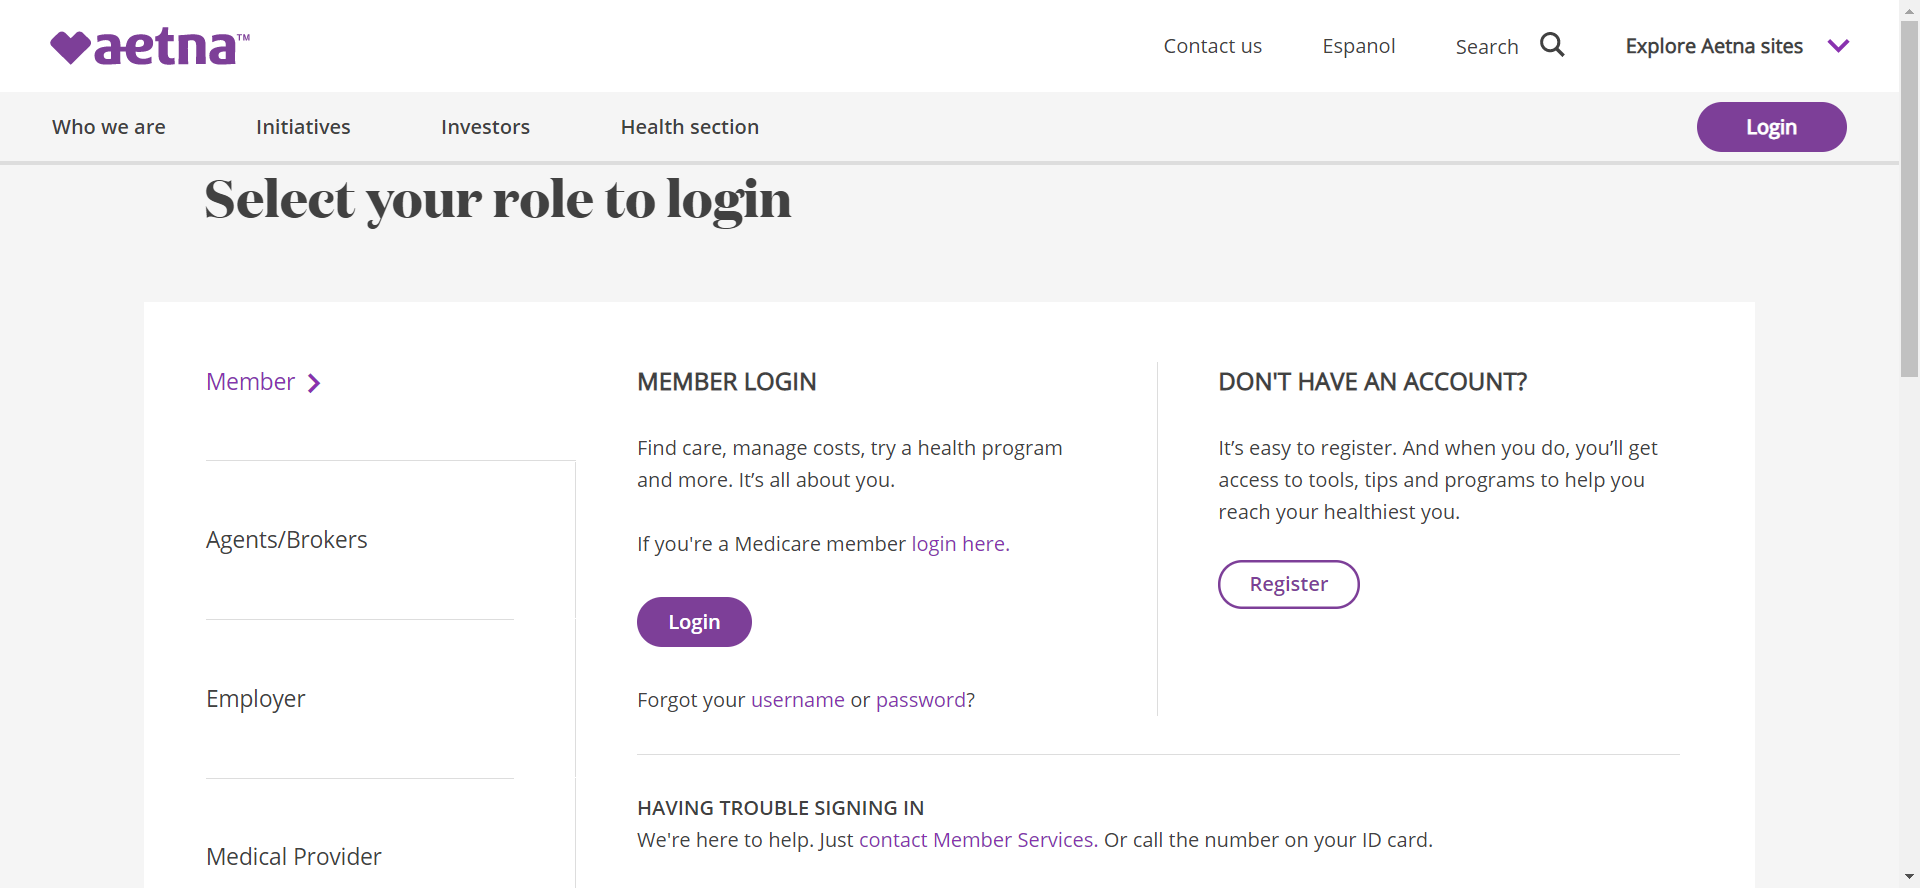 aetna™
Contact us
Espanol
Search
Explore Aetna sites
Who we are
Initiatives
Investors
Health section
Login
Select your role to login
Member
Agents/Brokers
Employer
Medical Provider
MEMBER LOGIN
Find care, manage costs, try a health program
and more. It’s all about you.
If you're a Medicare member login here.
Login
Forgot your username or password?
DON'T HAVE AN ACCOUNT?
It’s easy to register. And when you do, you’ll get
access to tools, tips and programs to help you
reach your healthiest you.
Register
HAVING TROUBLE SIGNING IN
We're here to help. Just contact Member Services. Or call the number on your ID card.